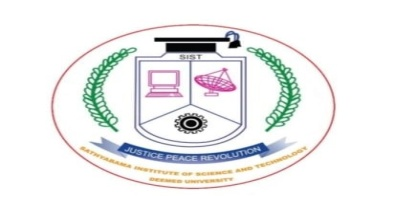 SIST
JUSTICE PEACE REVOLUTION
SATHYABAMA INSTITUTE OF SCIENCE AND TECHNOLOGY
DEEMED UNIVERSITY